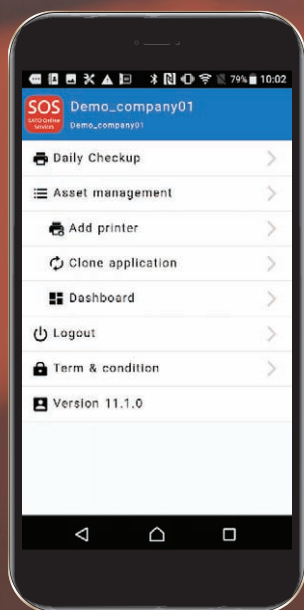 79% 10:02
SOS
SATO Online
Services
Demo_company01
Demo_company01
Daily Checkup
Asset management
Add printer
Clone application
Dashboard
Logout
Term & condition
Version 11.1.0